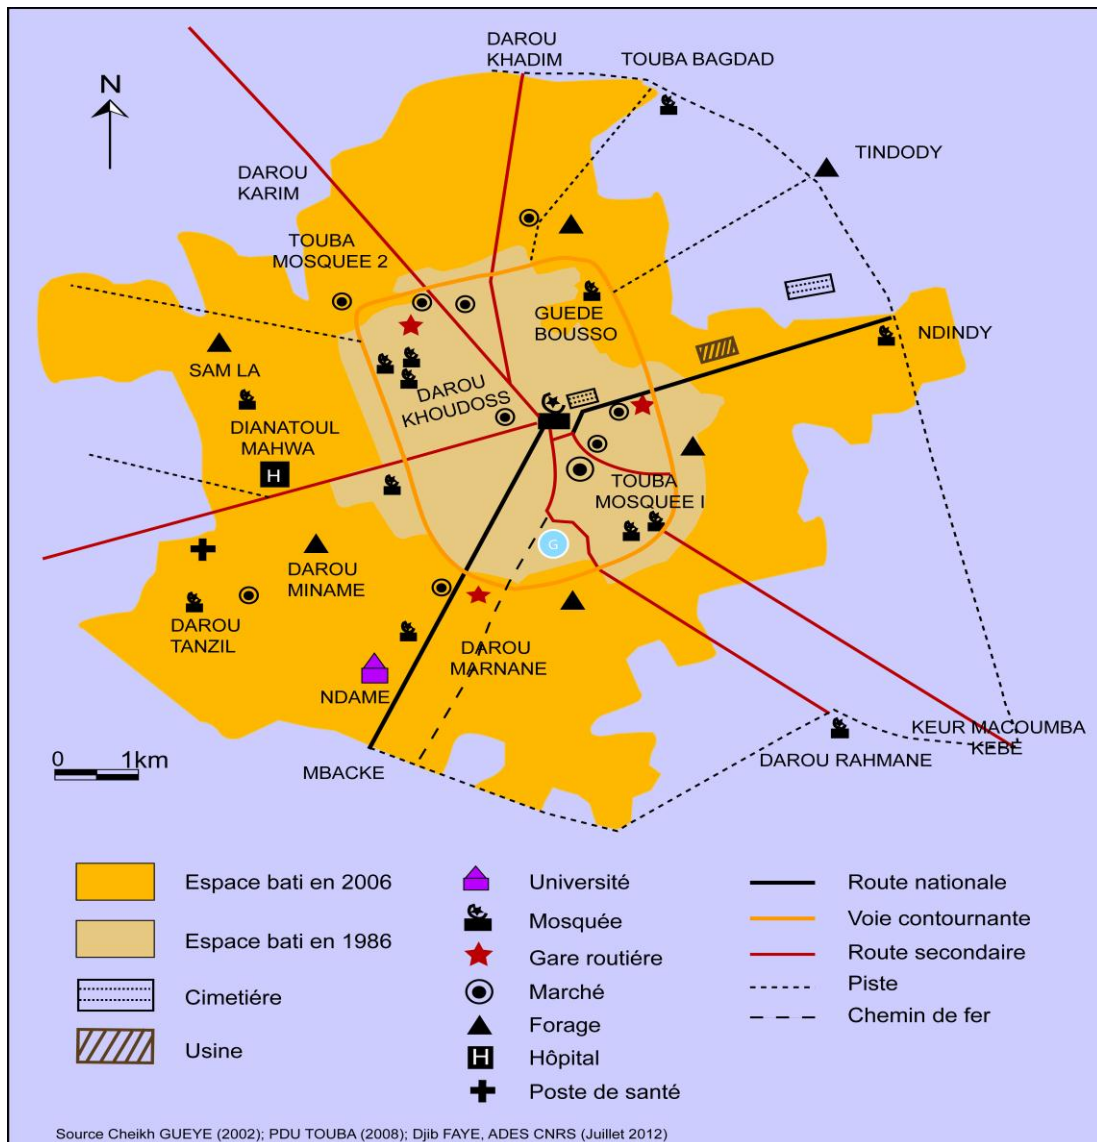 DAROU
KHADIM
TOUBA BAGDAD
N
TINDODY
DAROU
KARIM
TOUBA
MOSQUEE 2
GUEDE
BOUSSO
NDINDY
SAM LA
DAROU
KHOUDOSS
DIANATOUL
MAHWA
H
TOUBA
MOSQUEE I
G
DAROU
MINAME
DAROU
TANZIL
DAROU
MARNANE
NDAME
KEUR MACOUMBA
KEBE
DAROU RAHMANE
0 1km
MBACKE
Espace bati en 2006
Espace bati en 1986
Cimetiére
Usine
Université
Mosquée
Gare routiére
Marché
Forage
H
Hôpital
Poste de santé
Route nationale
Voie contournante
Route secondaire
Piste
Chemin de fer
Source Cheikh GUEYE (2002); PDU TOUBA (2008); Djib FAYE, ADES CNRS (Juillet 2012)